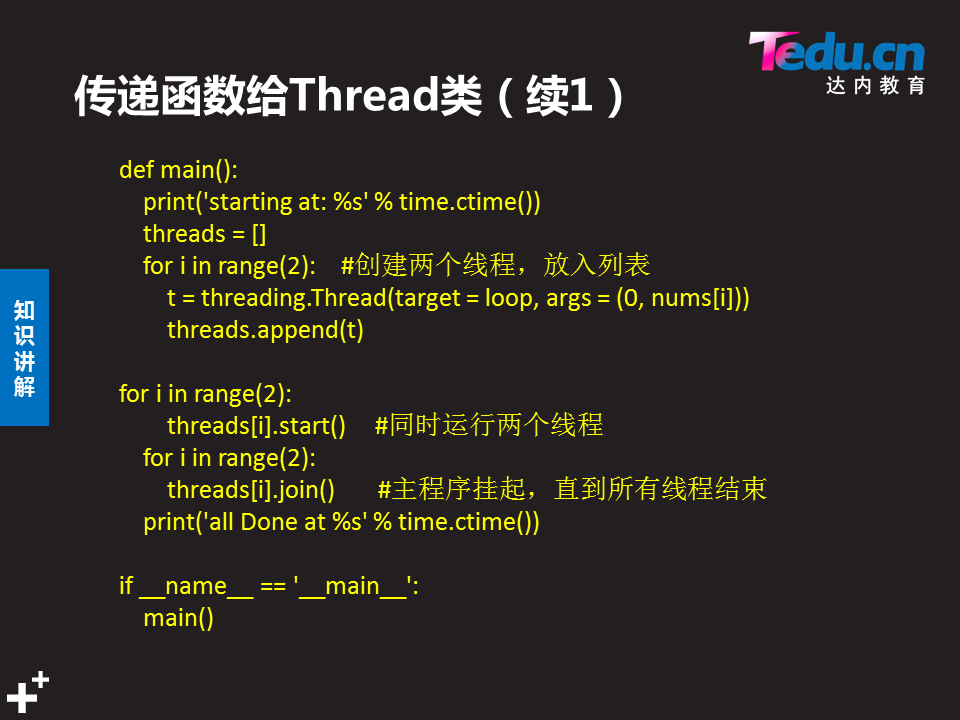 Tedu.cn
达内教育
传递函数给Thread类（续1）
知识讲解
def main():
    print('starting at: %s' % time.ctime())
    threads = []
    for i in range(2):    #创建两个线程，放入列表
        t = threading.Thread(target = loop, args = (0, nums[i]))
        threads.append(t)

for i in range(2):
        threads[i].start()    #同时运行两个线程
    for i in range(2):
        threads[i].join()      #主程序挂起，直到所有线程结束
    print('all Done at %s' % time.ctime())

if __name__ == '__main__':
    main()